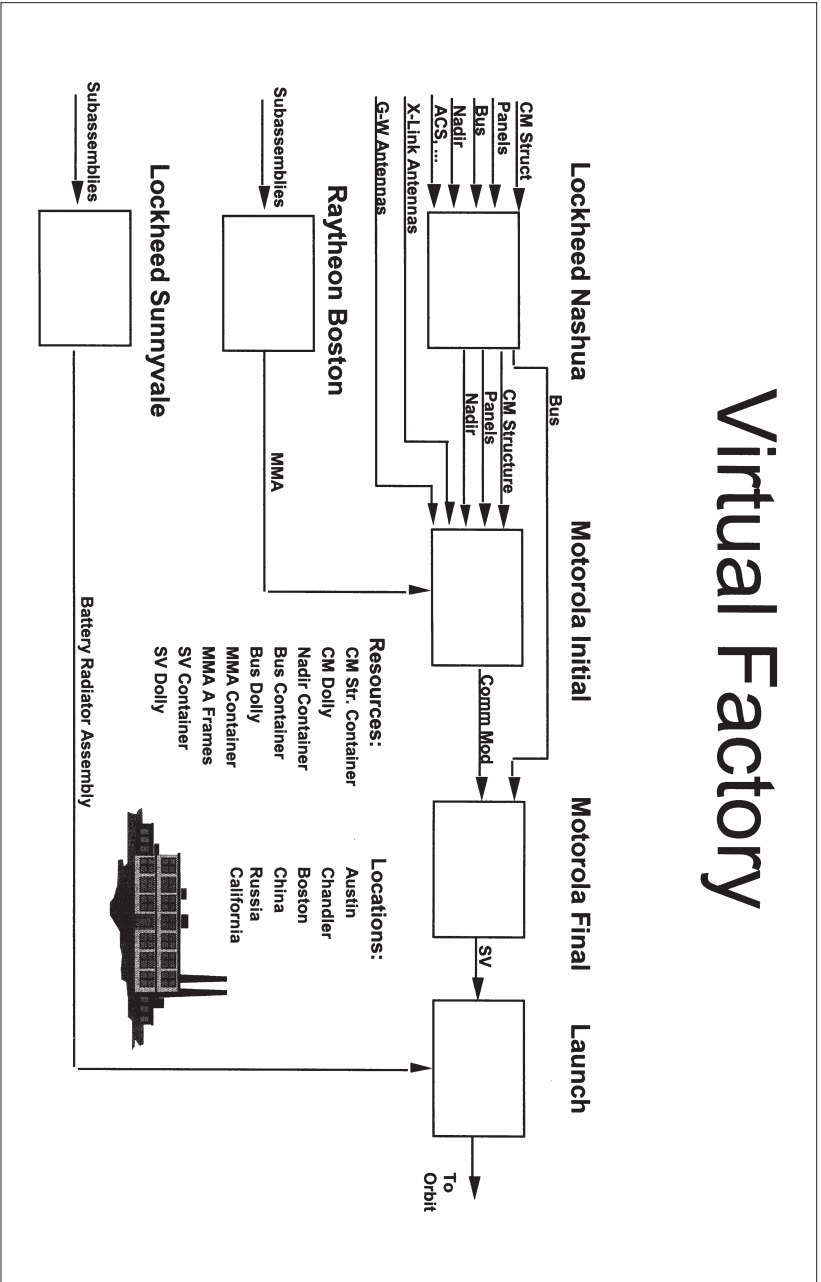 Virtual Factory
Lockheed Nashua
Motorola Initial
Motorola Final
Launch
CM Struct
Panels
Bus
Nadir
ACS, ...
X-Link Antennas
G-W Antennas
Bus
CM Structure
Panels
Nadir
Comm Mod
SV
To
Orbit
Raytheon Boston
Subassemblies
MMA
Lockheed Sunnyvale
Subassemblies
Battery Radiator Assembly
Resources:
CM Str. Container
CM Dolly
Nadir Container
Bus Container
Bus Dolly
MMA Container
MMA A Frames
SV Container
SV Dolly
Locations:
Austin
Chandler
Boston
China
Russia
California